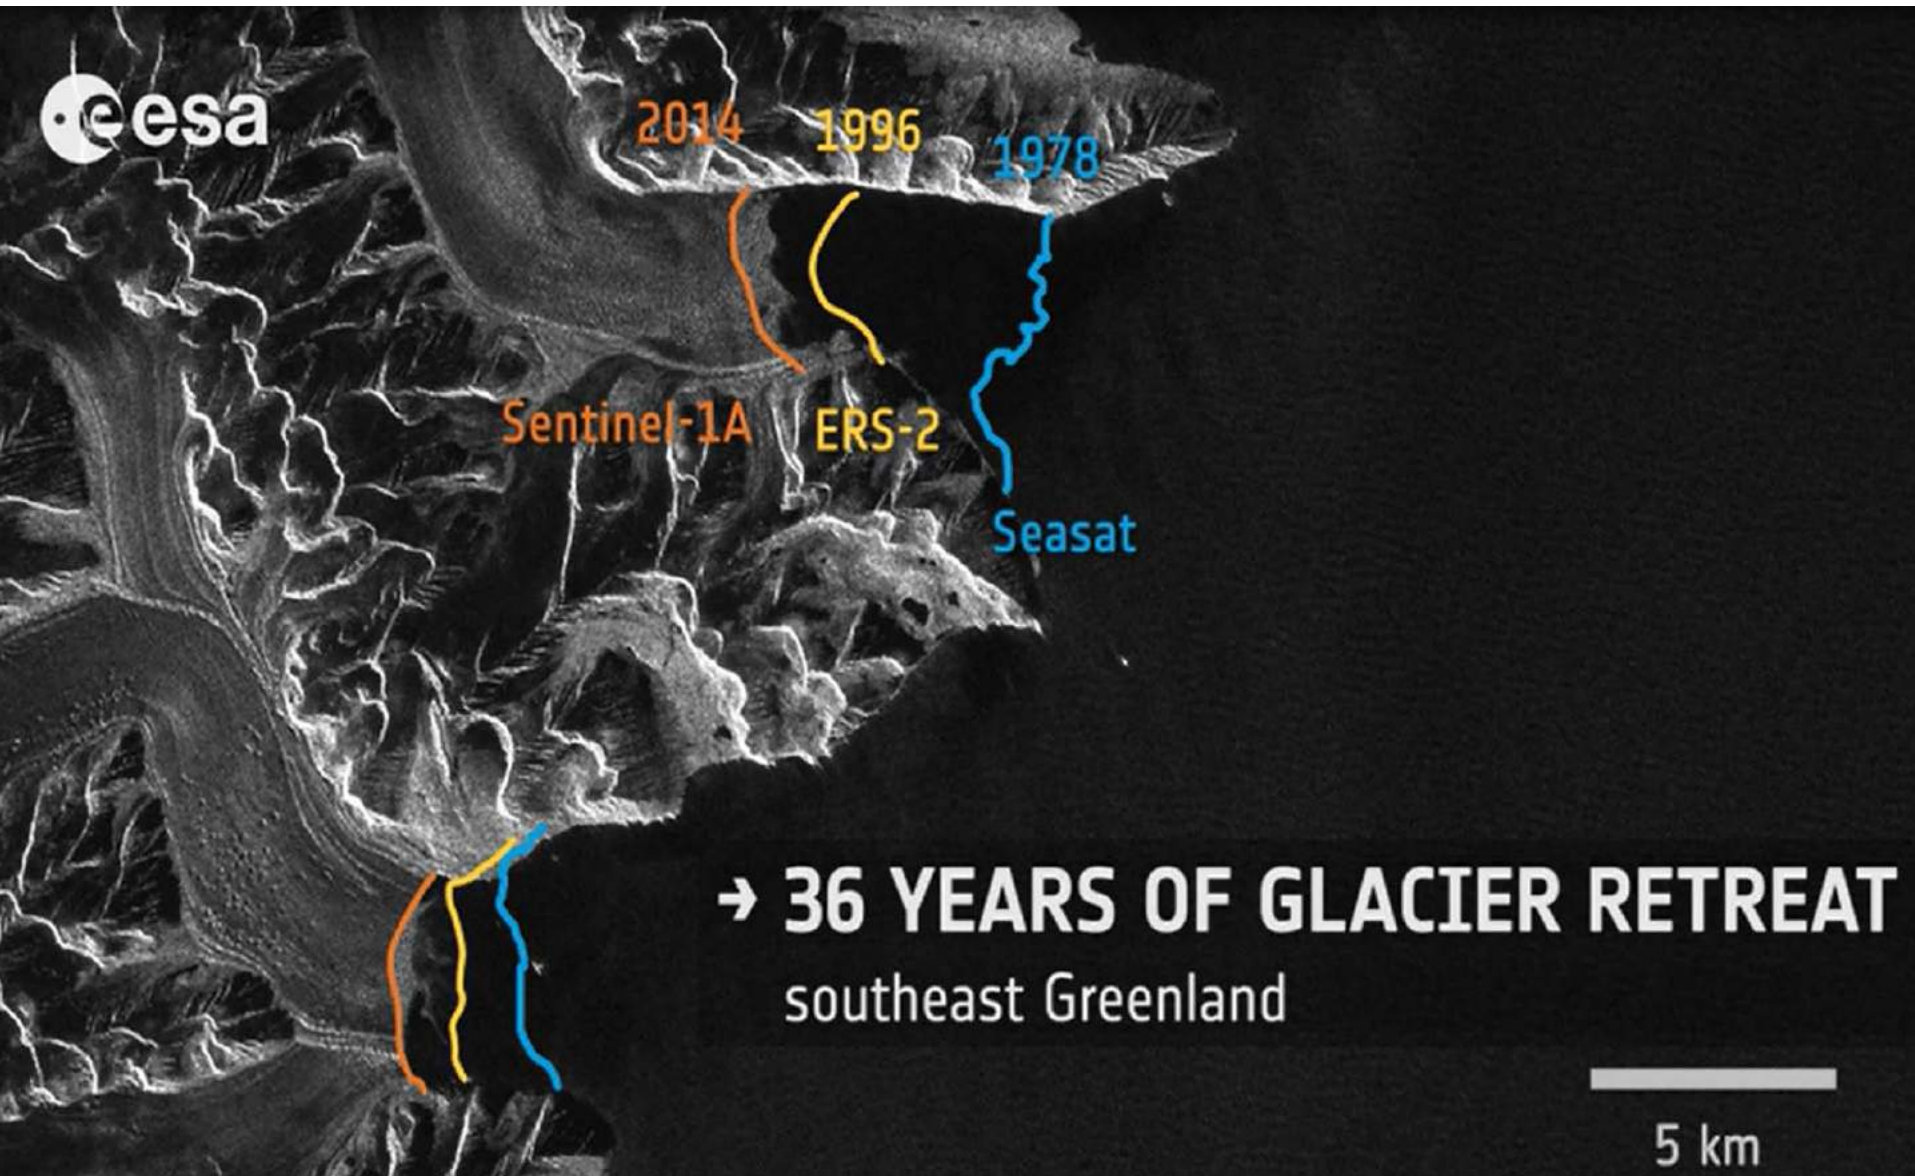 esa
2014
1996
1978
Sentinel-1A
ERS-2
Seasat
→ 36 YEARS OF GLACIER RETREAT
southeast Greenland
5 km